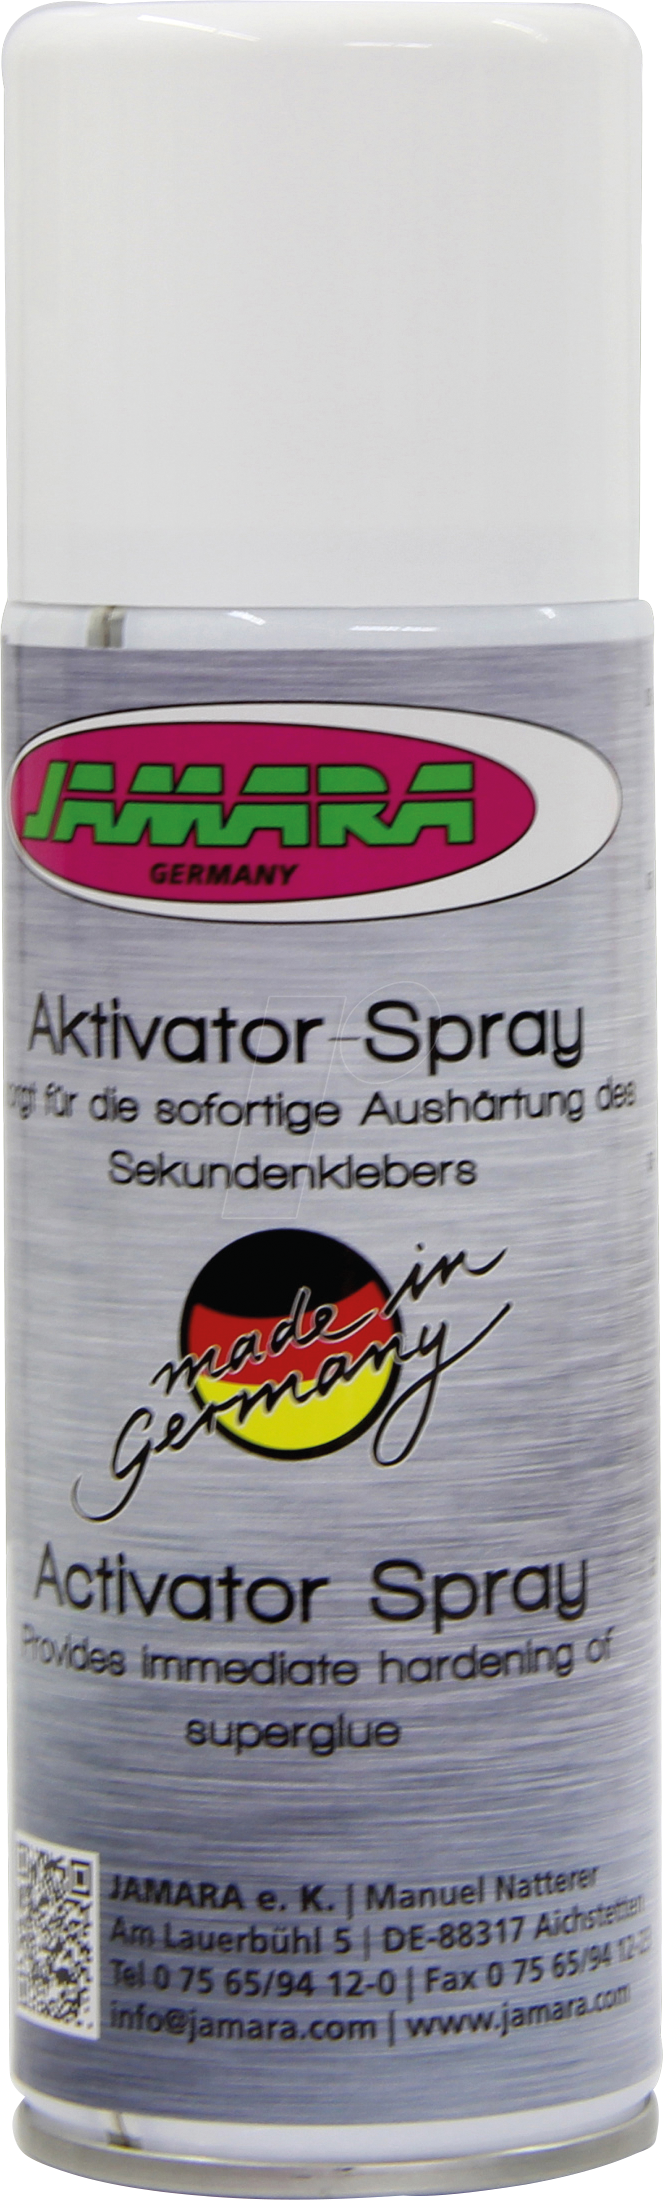 JAMARA
GERMANY
Aktivator-Spray
für die sofortige Aushärtung des
Sekundenklebers
made in
Germany
Activator Spray
Provides immediate hardening of
superglue
JAMARA e. K. | Manuel Natterer
Am Lauerbühl 5 | DE-88317 Aichstetten
Tel 0 75 65/94 12-0 | Fax 0 75 65/94
info@jamara.com | www.jamara.com